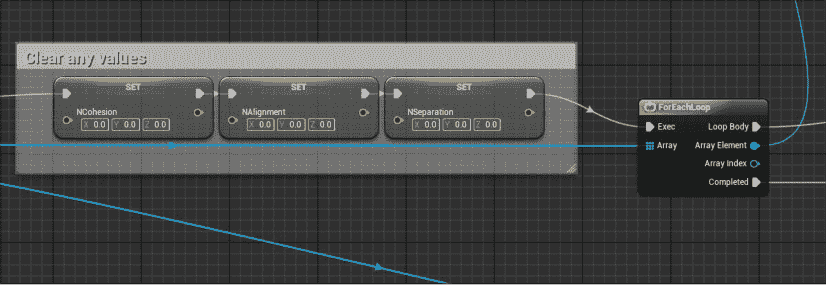 Clear any values
SET SET SET
NCohesion NAlignment NSeparation
X 0.0 Y 0.0 Z 0.0 X 0.0 Y 0.0 Z 0.0 X 0.0 Y 0.0 Z 0.0
ForEachLoop
Exec Loop Body
Array Array Element
Array Index
Completed